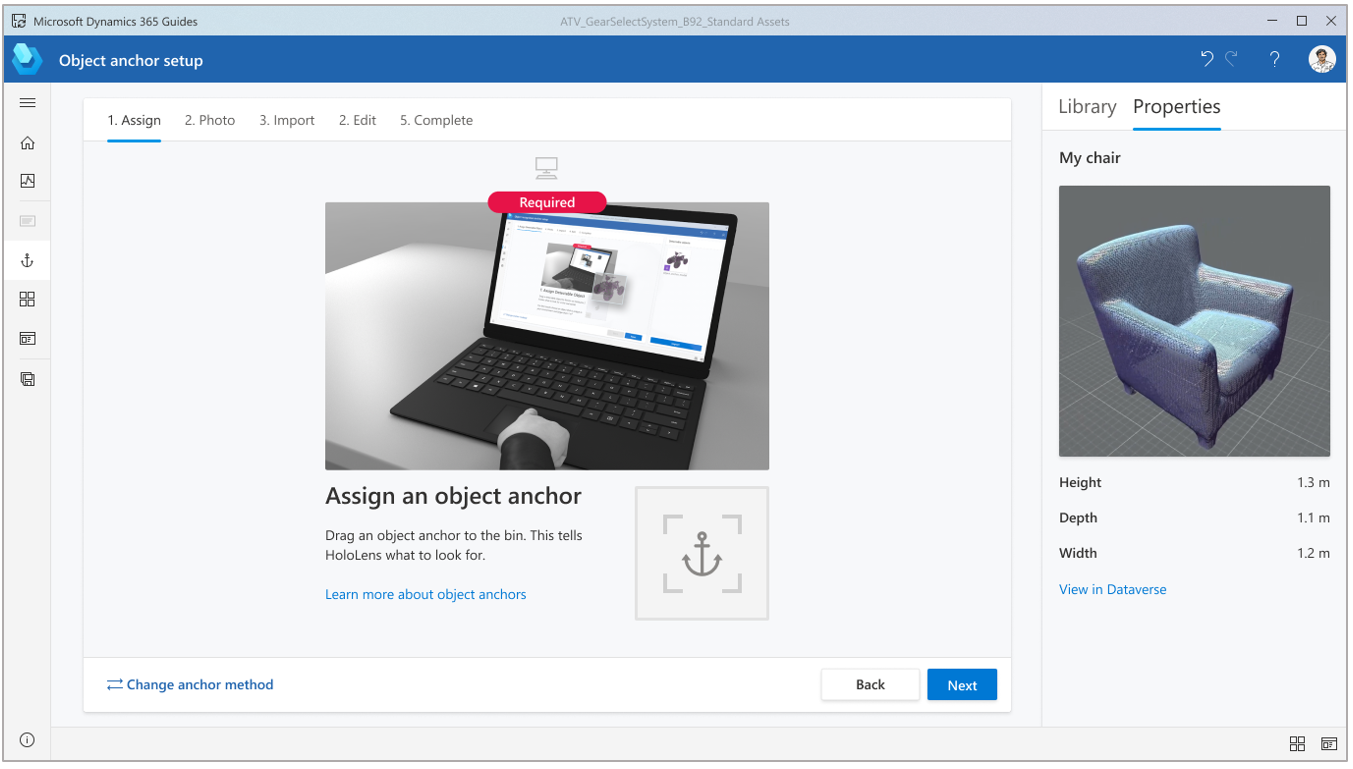 Microsoft Dynamics 365 Guides
ATV_GearSelectSystem_B92_Standard Assets
Object anchor setup
1. Assign
2. Photo
3. Import
2. Edit
5. Complete
Required
Assign an object anchor
Drag an object anchor to the bin. This tells
HoloLens what to look for.
Learn more about object anchors
Change anchor method
Back
Next
Library
Properties
My chair
Height 1.3 m
Depth 1.1 m
Width 1.2 m
View in Dataverse